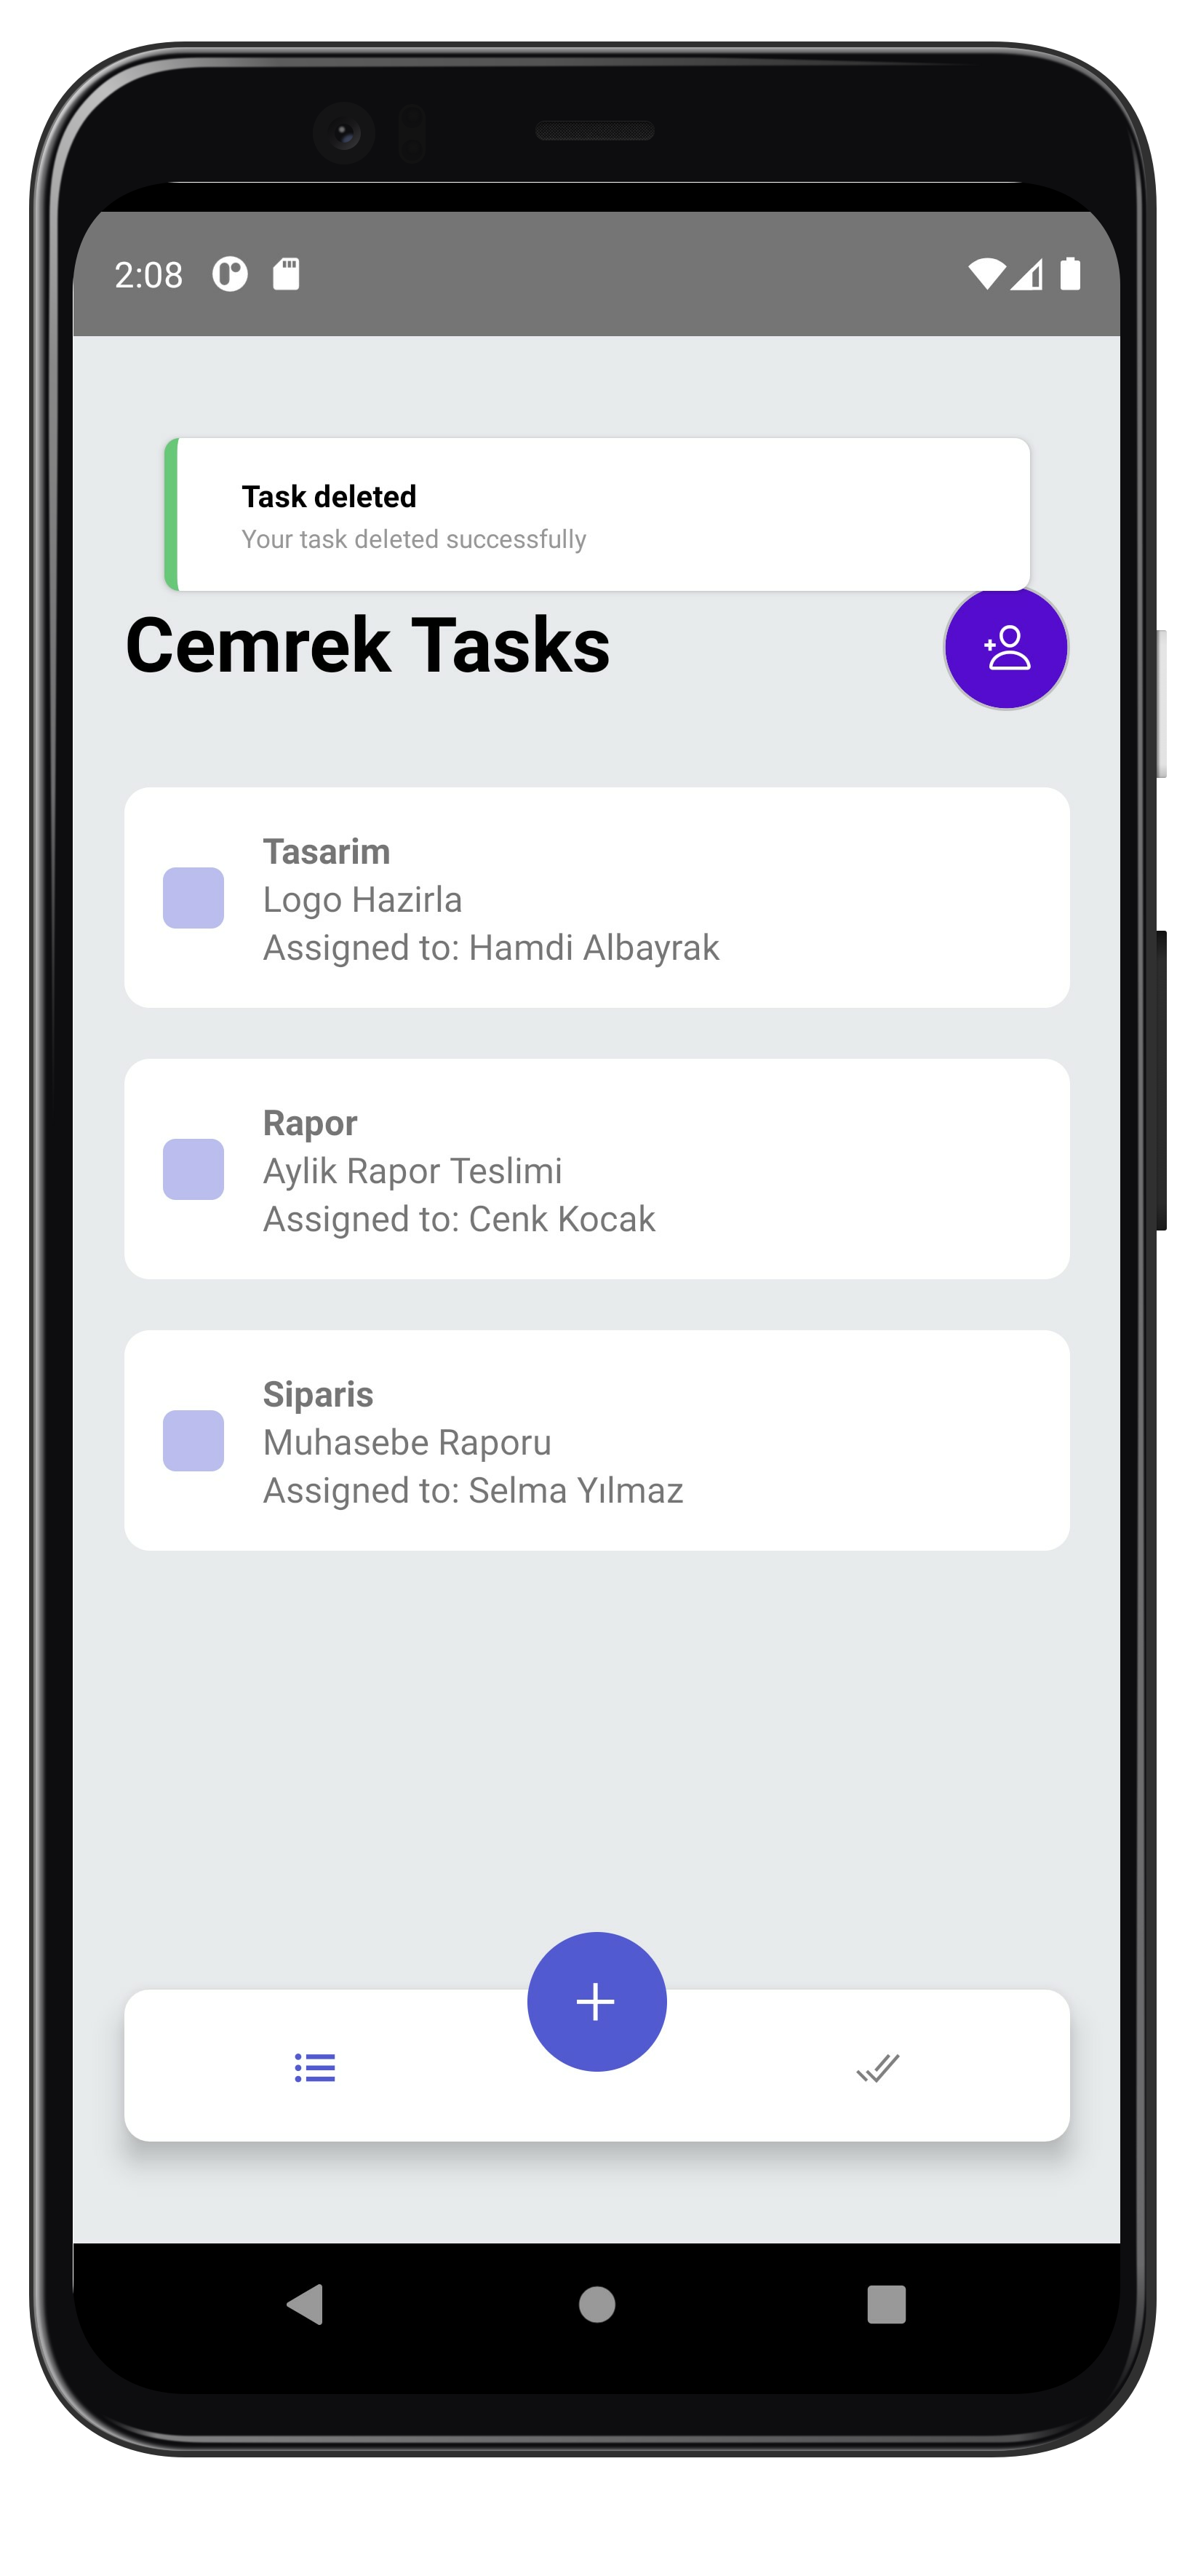 2:08
Task deleted
Your task deleted successfully
Cemrek Tasks
Tasarim
Logo Hazirla
Assigned to: Hamdi Albayrak
Rapor
Aylik Rapor Teslimi
Assigned to: Cenk Kocak
Siparis
Muhasebe Raporu
Assigned to: Selma Yılmaz